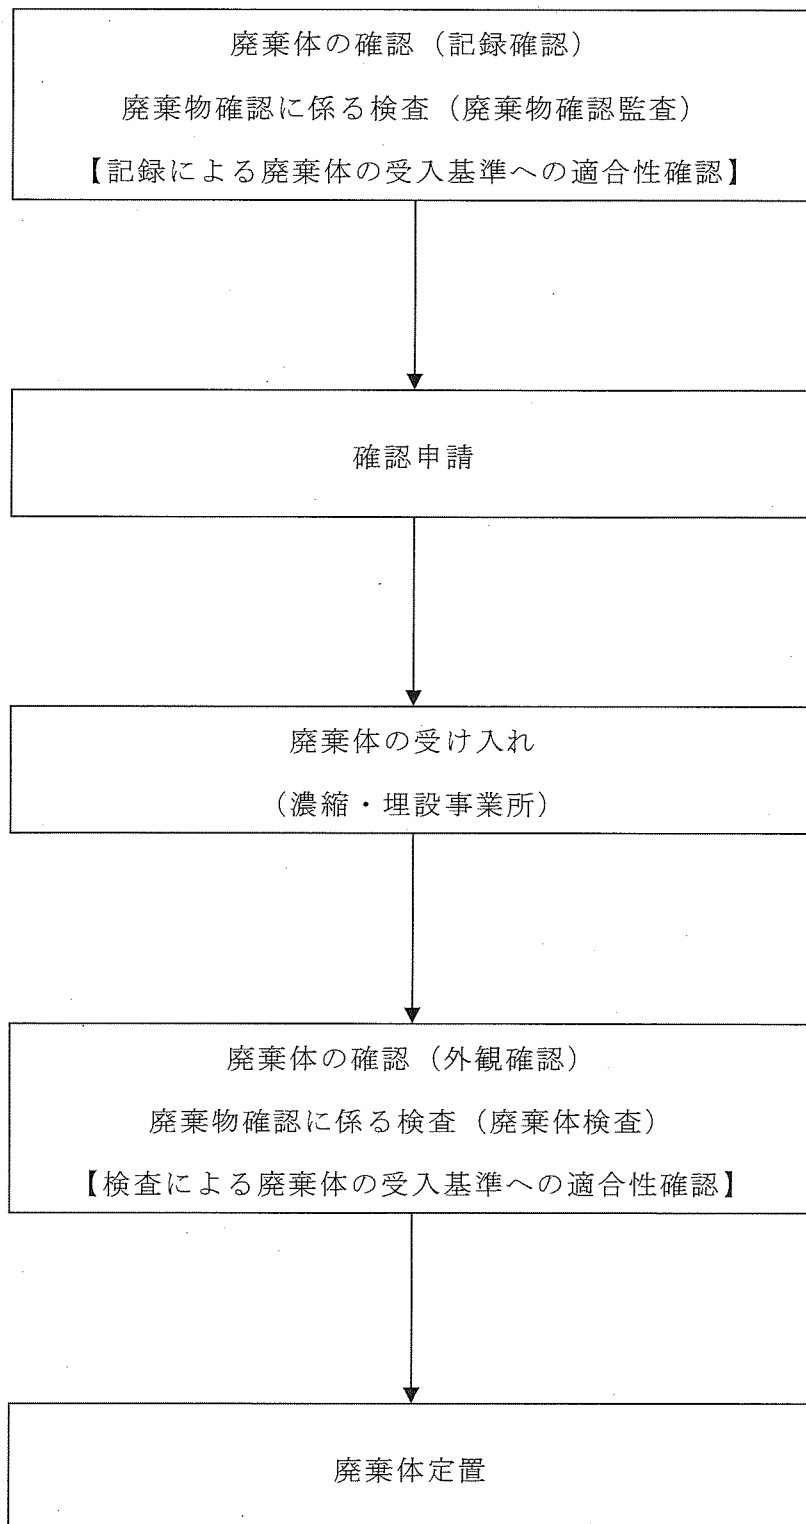 廃棄体の確認（記録確認）
廃棄物確認に係る検査（廃棄物確認監査）
【記録による廃棄体の受入基準への適合性確認】
確認申請
廃棄体の受け入れ
（濃縮・埋設事業所）
廃棄体の確認（外観確認）
廃棄物確認に係る検査（廃棄体検査）
【検査による廃棄体の受入基準への適合性確認】
廃棄体定置